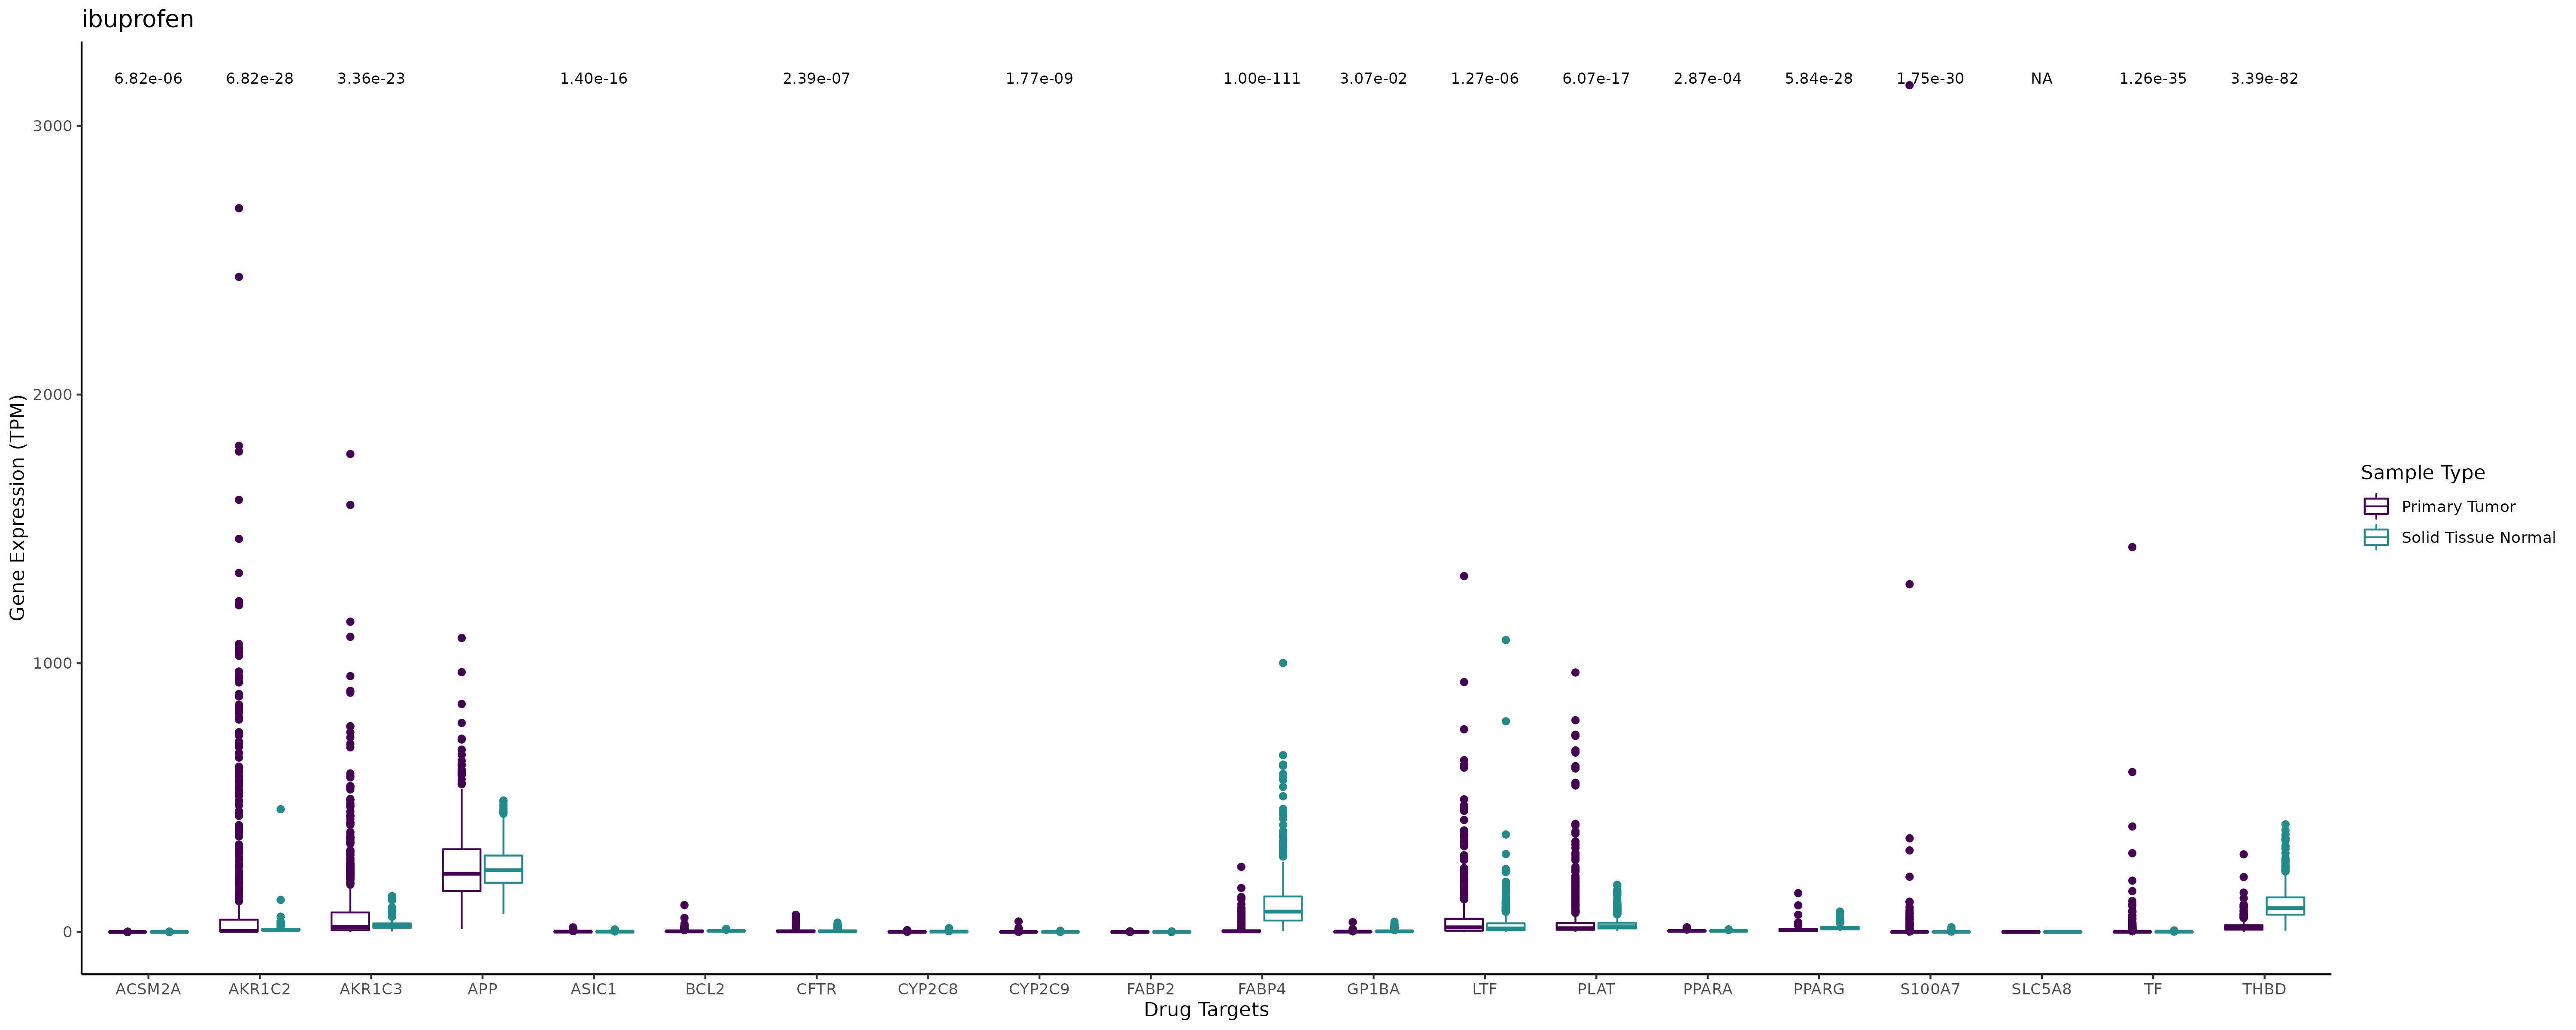 ibuprofen
6.82e-06 6.82e-28 3.36e-23 1.40e-16 2.39e-07 1.77e-09 1.00e-111 3.07e-02 1.27e-06 6.07e-17 2.87e-04 5.84e-28 1.75e-30 NA 1.26e-35 3.39e-82
3000
2000
1000
0
Gene Expression (TPM)
Sample Type
Primary Tumor
Solid Tissue Normal
ACSM2A AKR1C2 AKR1C3 APP ASIC1 BCL2 CFTR CYP2C8 CYP2C9 FABP2 FABP4 GP1BA LTF PLAT PPARA PPARG S100A7 SLC5A8 TF THBD
Drug Targets